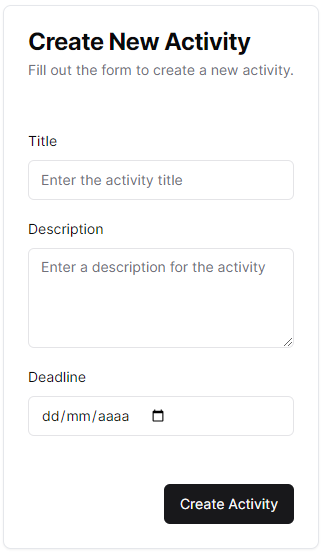 Create New Activity
Fill out the form to create a new activity.
Title
Enter the activity title
Description
Enter a description for the activity
Deadline
dd/mm/aaaa
Create Activity